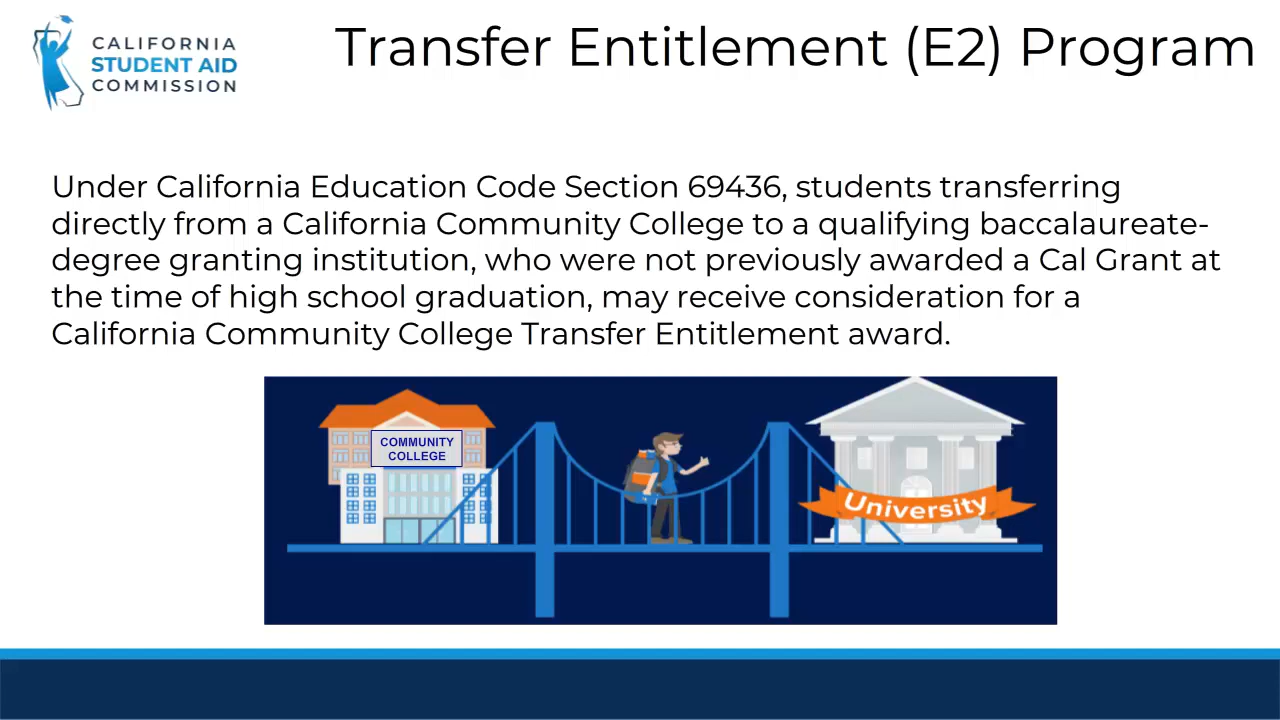 CALIFORNIA
STUDENT AID
COMMISSION
Transfer Entitlement (E2) Program
Under California Education Code Section 69436, students transferring
directly from a California Community College to a qualifying baccalaureate-
degree granting institution, who were not previously awarded a Cal Grant at
the time of high school graduation, may receive consideration for a
California Community College Transfer Entitlement award.
COMMUNITY
COLLEGE
University